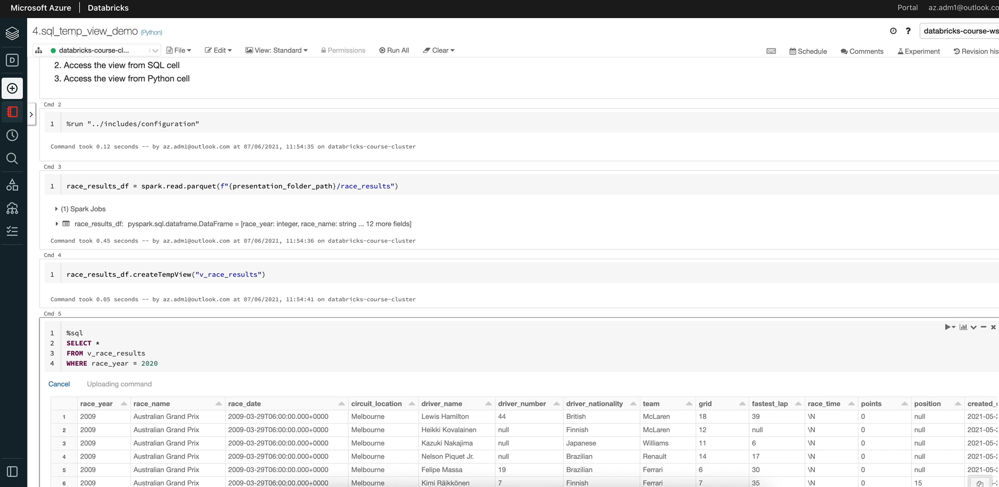 Microsoft Azure | Databricks Portal az.adm1@outlook.co
4.sql_temp_view_demo (Python) ? databricks-course-ws
databricks-course-cl... File Edit View: Standard Permissions Run All Clear Schedule Comments Experiment Revision his
2. Access the view from SQL cell
3. Access the view from Python cell
Cmd 2
1 %run "../includes/configuration"
Command took 0.12 seconds -- by az.adm1@outlook.com at 07/06/2021, 11:54:35 on databricks-course-cluster
Cmd 3
1 race_results_df = spark.read.parquet(f"{presentation_folder_path}/race_results")
(1) Spark Jobs
race_results_df: pyspark.sql.dataframe.DataFrame = [race_year: integer, race_name: string ... 12 more fields]
Command took 0.45 seconds -- by az.adm1@outlook.com at 07/06/2021, 11:54:36 on databricks-course-cluster
Cmd 4
1 race_results_df.createTempView("v_race_results")
Command took 0.05 seconds -- by az.adm1@outlook.com at 07/06/2021, 11:54:41 on databricks-course-cluster
Cmd 5
1 %sql
2 SELECT *
3 FROM v_race_results
4 WHERE race_year = 2020
Cancel Uploading command
race_year race_name race_date circuit_location driver_name driver_number driver_nationality team grid fastest_lap race_time points position created_
1 2009 Australian Grand Prix 2009-03-29T06:00:00.000+0000 Melbourne Lewis Hamilton 44 British McLaren 18 39 \N 0 null 2021-05-
2 2009 Australian Grand Prix 2009-03-29T06:00:00.000+0000 Melbourne Heikki Kovalainen null Finnish McLaren 12 null \N 0 null 2021-05-
3 2009 Australian Grand Prix 2009-03-29T06:00:00.000+0000 Melbourne Kazuki Nakajima null Japanese Williams 11 6 \N 0 null 2021-05-
4 2009 Australian Grand Prix 2009-03-29T06:00:00.000+0000 Melbourne Nelson Piquet Jr. null Brazilian Renault 14 17 \N 0 null 2021-05-
5 2009 Australian Grand Prix 2009-03-29T06:00:00.000+0000 Melbourne Felipe Massa 19 Brazilian Ferrari 6 30 \N 0 null 2021-05-
6 2009 Australian Grand Prix 2009-03-29T06:00:00.000+0000 Melbourne Kimi Räikkönen 7 Finnish Ferrari 7 35 \N 0 15